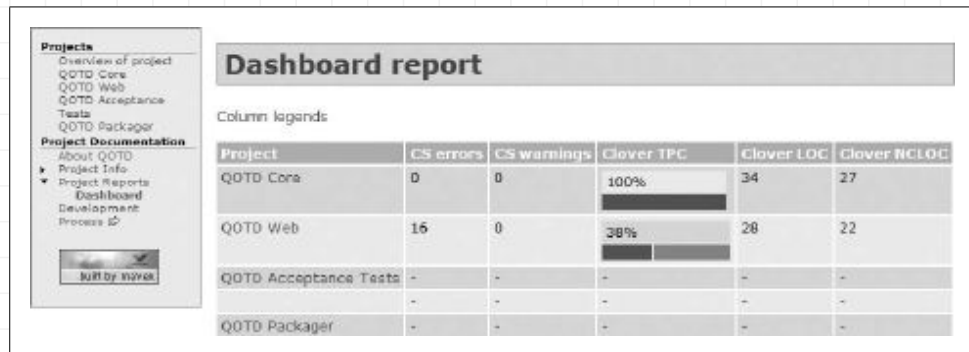 Projects
Overview of project
QOTD Core
QOTD Web
QOTD Acceptance
Tests
QOTD Packager
Project Documentation
About QOTD
Project Info
Project Reports
Dashboard
Development
Process
built by maven
Dashboard report
Column legends
Project CS errors CS warnings Clover TPC Clover LOC Clover NCLOC
QOTD Core 0 0 100% 34 27
QOTD Web 16 0 38% 28 22
QOTD Acceptance Tests - - - - -
- - - - -
QOTD Packager - - - - -